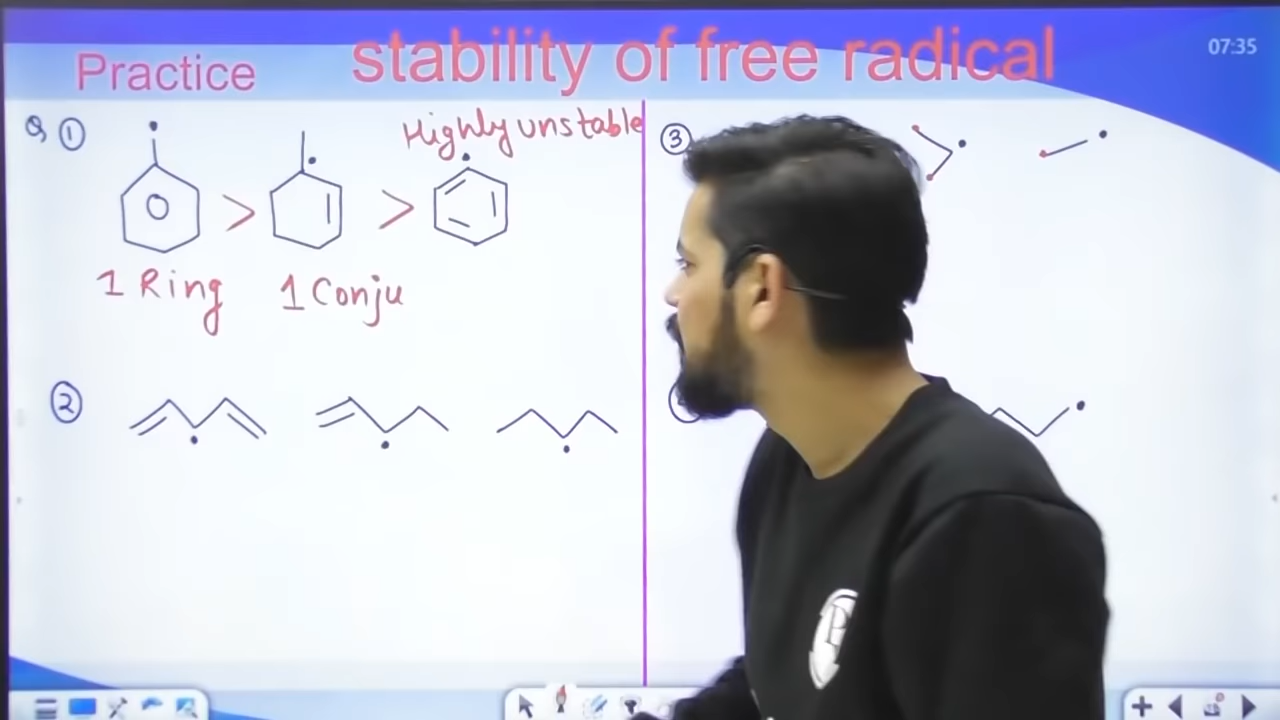 Practice
stability of free radical
07:35
Q ①
Highly unstable
③
> >
1 Ring
1 Conju
②